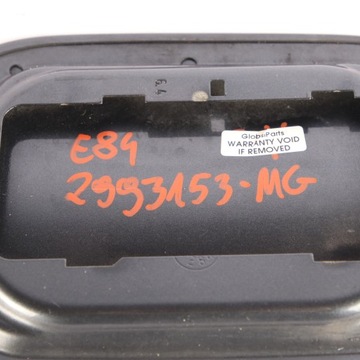 E84
GlobeParts
WARRANTY VOID
IF REMOVED
2993153-MG